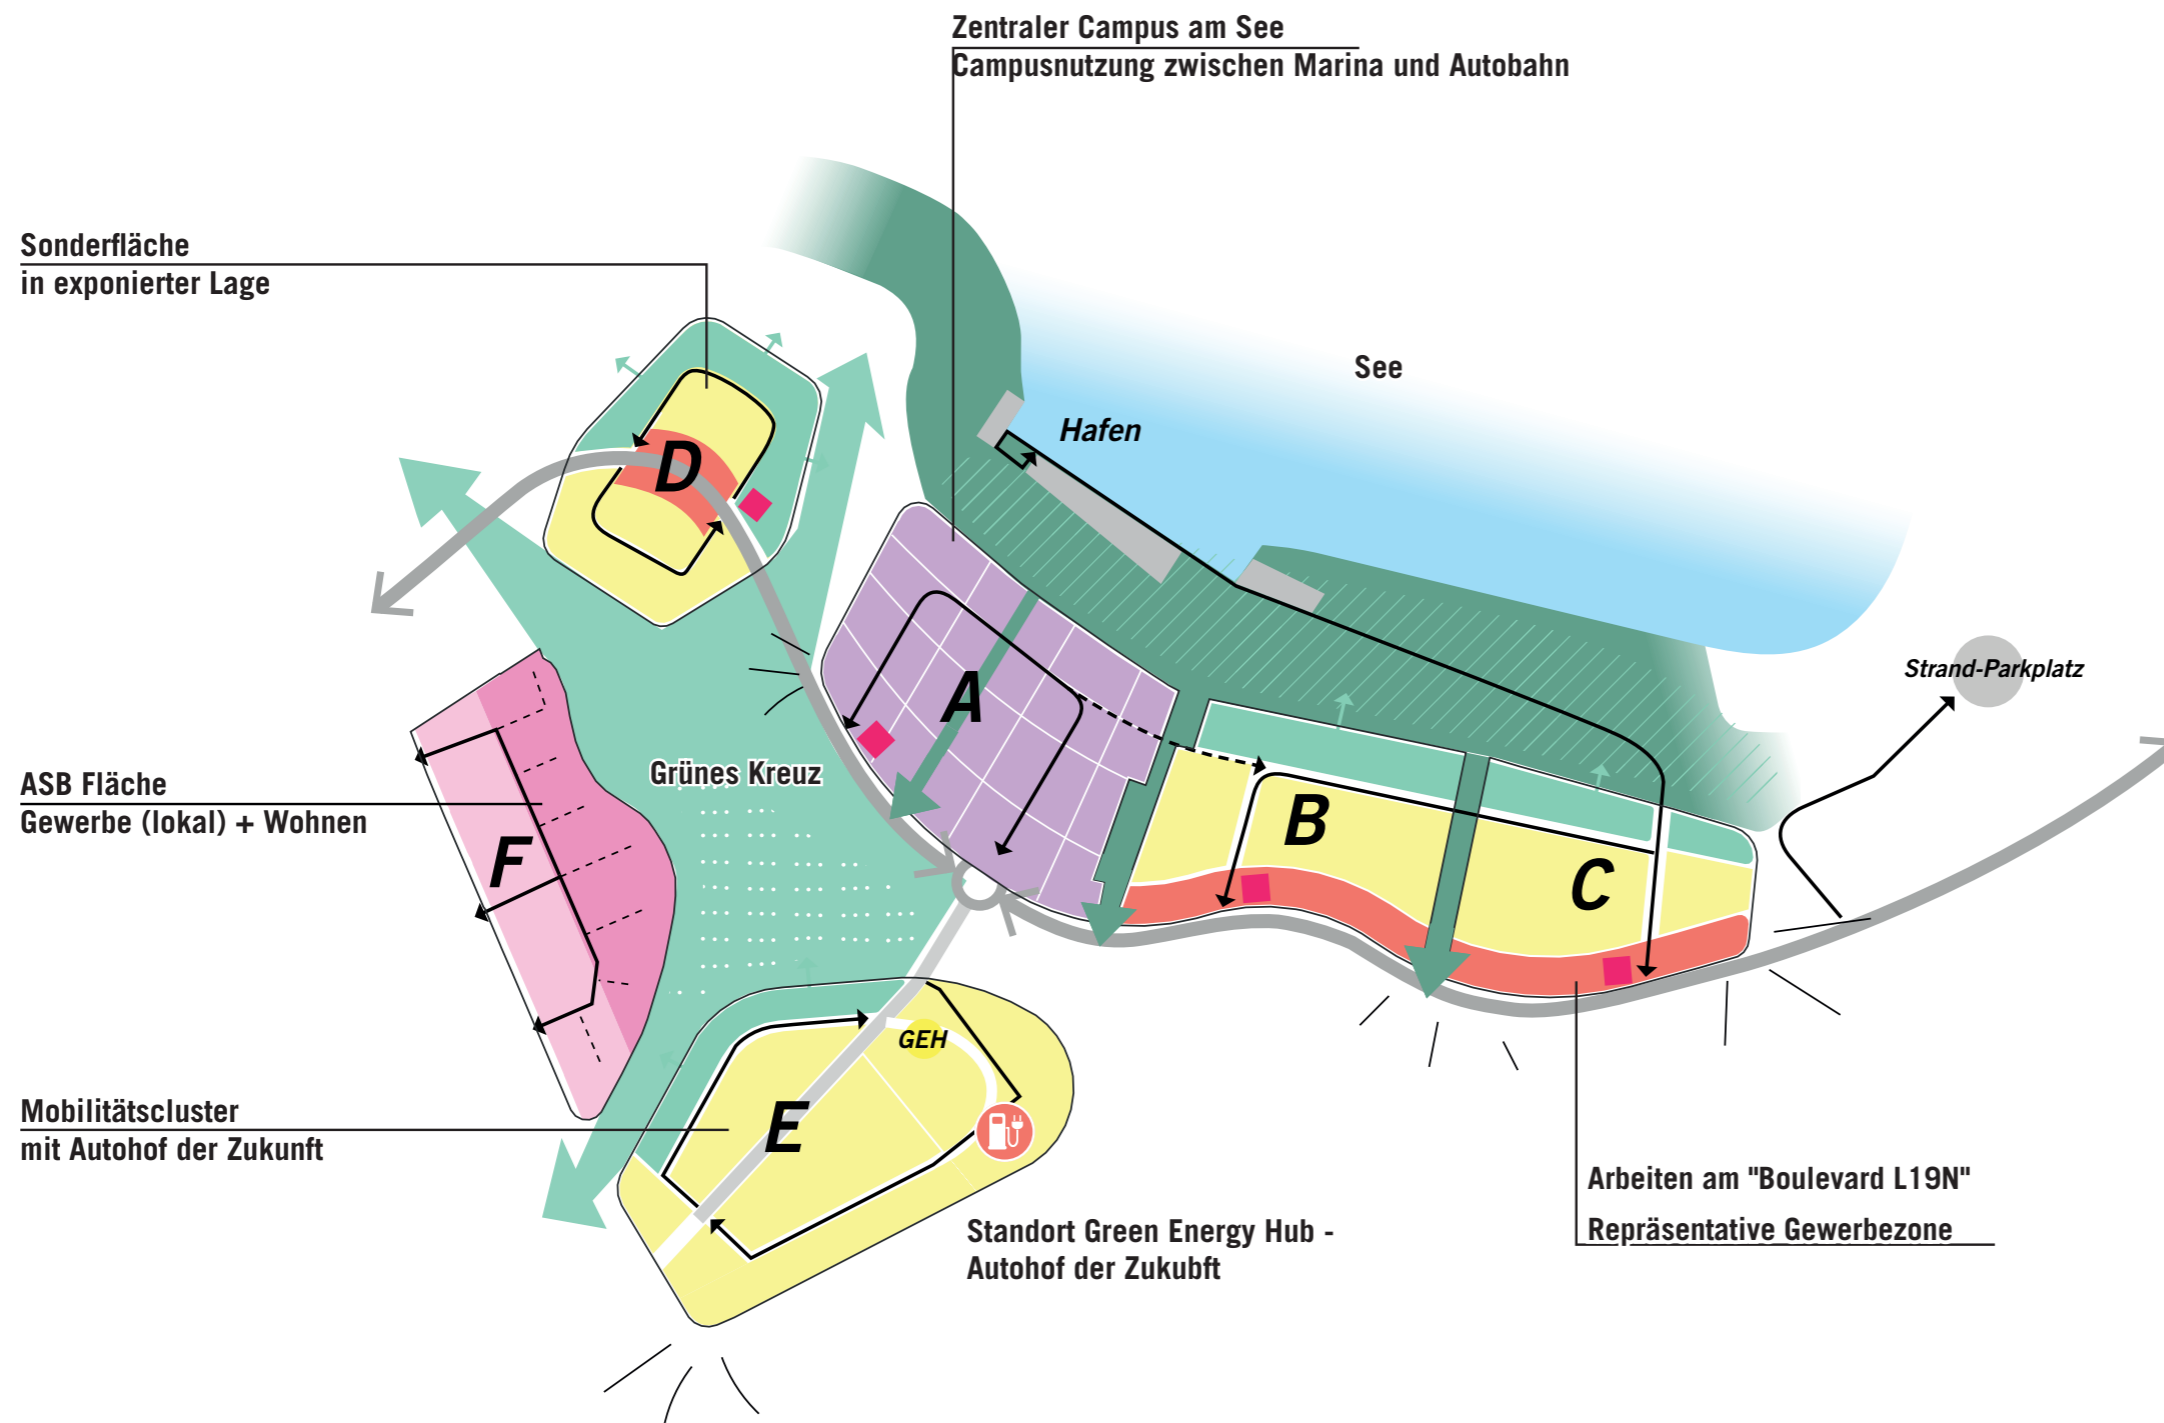 Zentraler Campus am See
Campusnutzung zwischen Marina und Autobahn
Sonderfläche
in exponierter Lage
See
Hafen
D
Strand-Parkplatz
A
Grünes Kreuz
ASB Fläche
Gewerbe (lokal) + Wohnen
B
F
C
GEH
Mobilitätscluster
mit Autohof der Zukunft
E
Arbeiten am "Boulevard L19N"
Repräsentative Gewerbezone
Standort Green Energy Hub -
Autohof der Zukubft